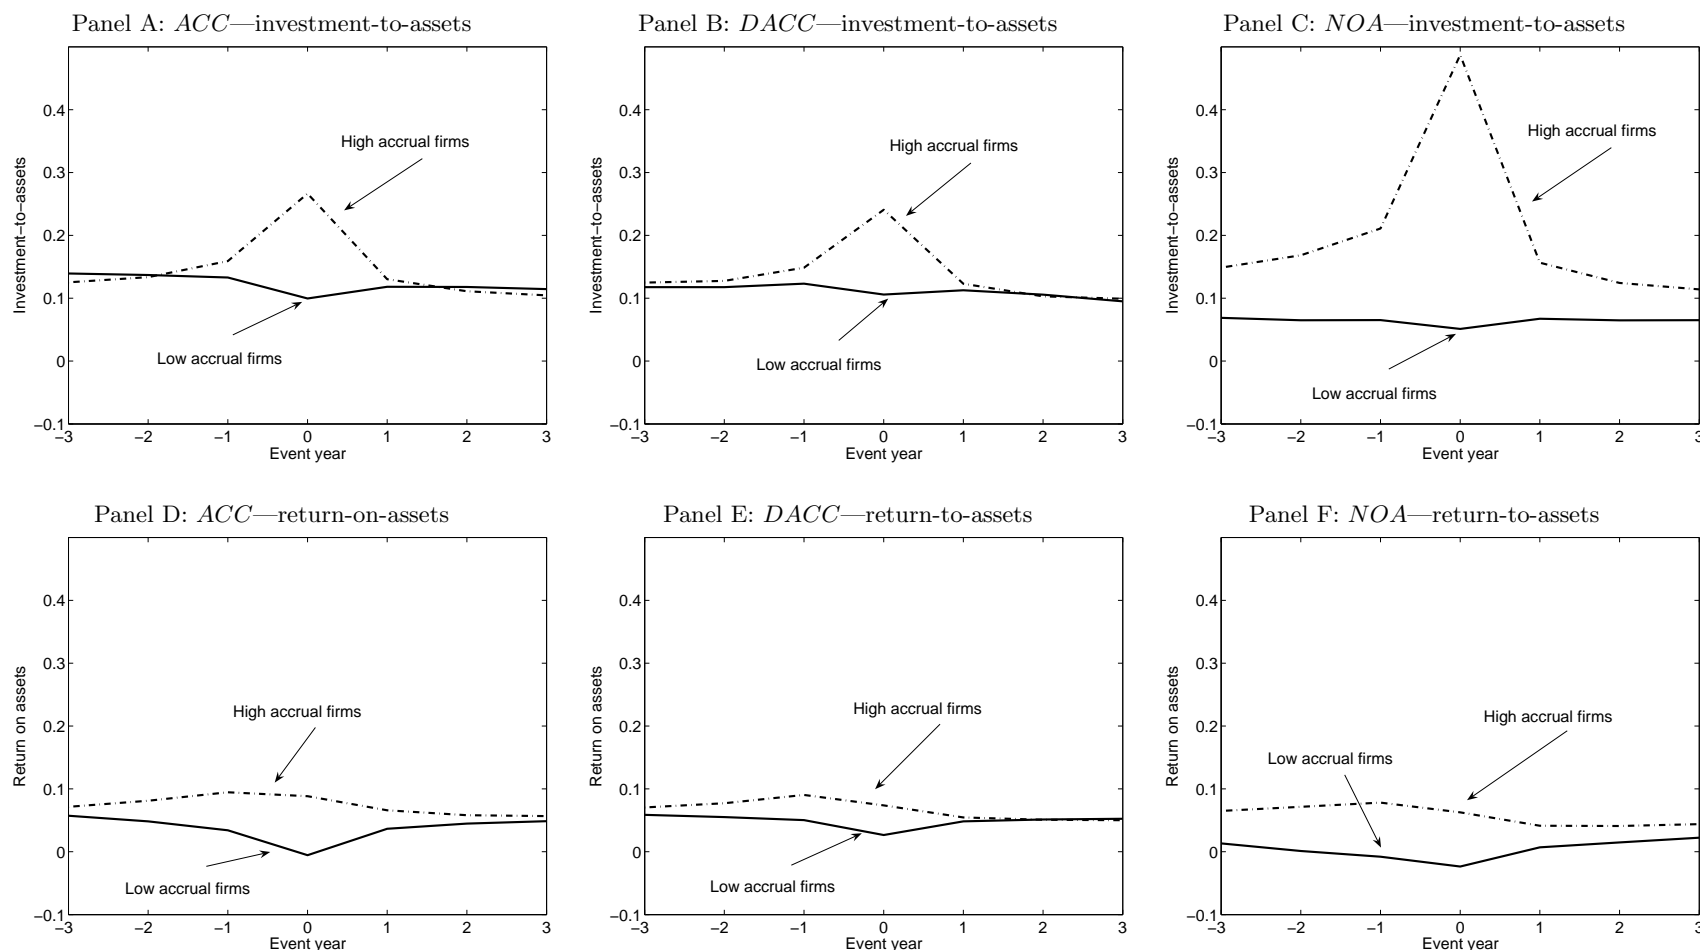 Panel A: ACC—investment-to-assets
0.4
0.3
0.2
0.1
0
−0.1
Investment−to−assets
High accrual firms
Low accrual firms
−3 −2 −1 0 1 2 3
Event year
Panel B: DACC—investment-to-assets
0.4
0.3
0.2
0.1
0
−0.1
Investment−to−assets
High accrual firms
Low accrual firms
−3 −2 −1 0 1 2 3
Event year
Panel C: NOA—investment-to-assets
0.4
0.3
0.2
0.1
0
−0.1
Investment−to−assets
High accrual firms
Low accrual firms
−3 −2 −1 0 1 2 3
Event year
Panel D: ACC—return-on-assets
0.4
0.3
0.2
0.1
0
−0.1
Return on assets
High accrual firms
Low accrual firms
−3 −2 −1 0 1 2 3
Event year
Panel E: DACC—return-to-assets
0.4
0.3
0.2
0.1
0
−0.1
Return on assets
High accrual firms
Low accrual firms
−3 −2 −1 0 1 2 3
Event year
Panel F: NOA—return-to-assets
0.4
0.3
0.2
0.1
0
−0.1
Return on assets
High accrual firms
Low accrual firms
−3 −2 −1 0 1 2 3
Event year